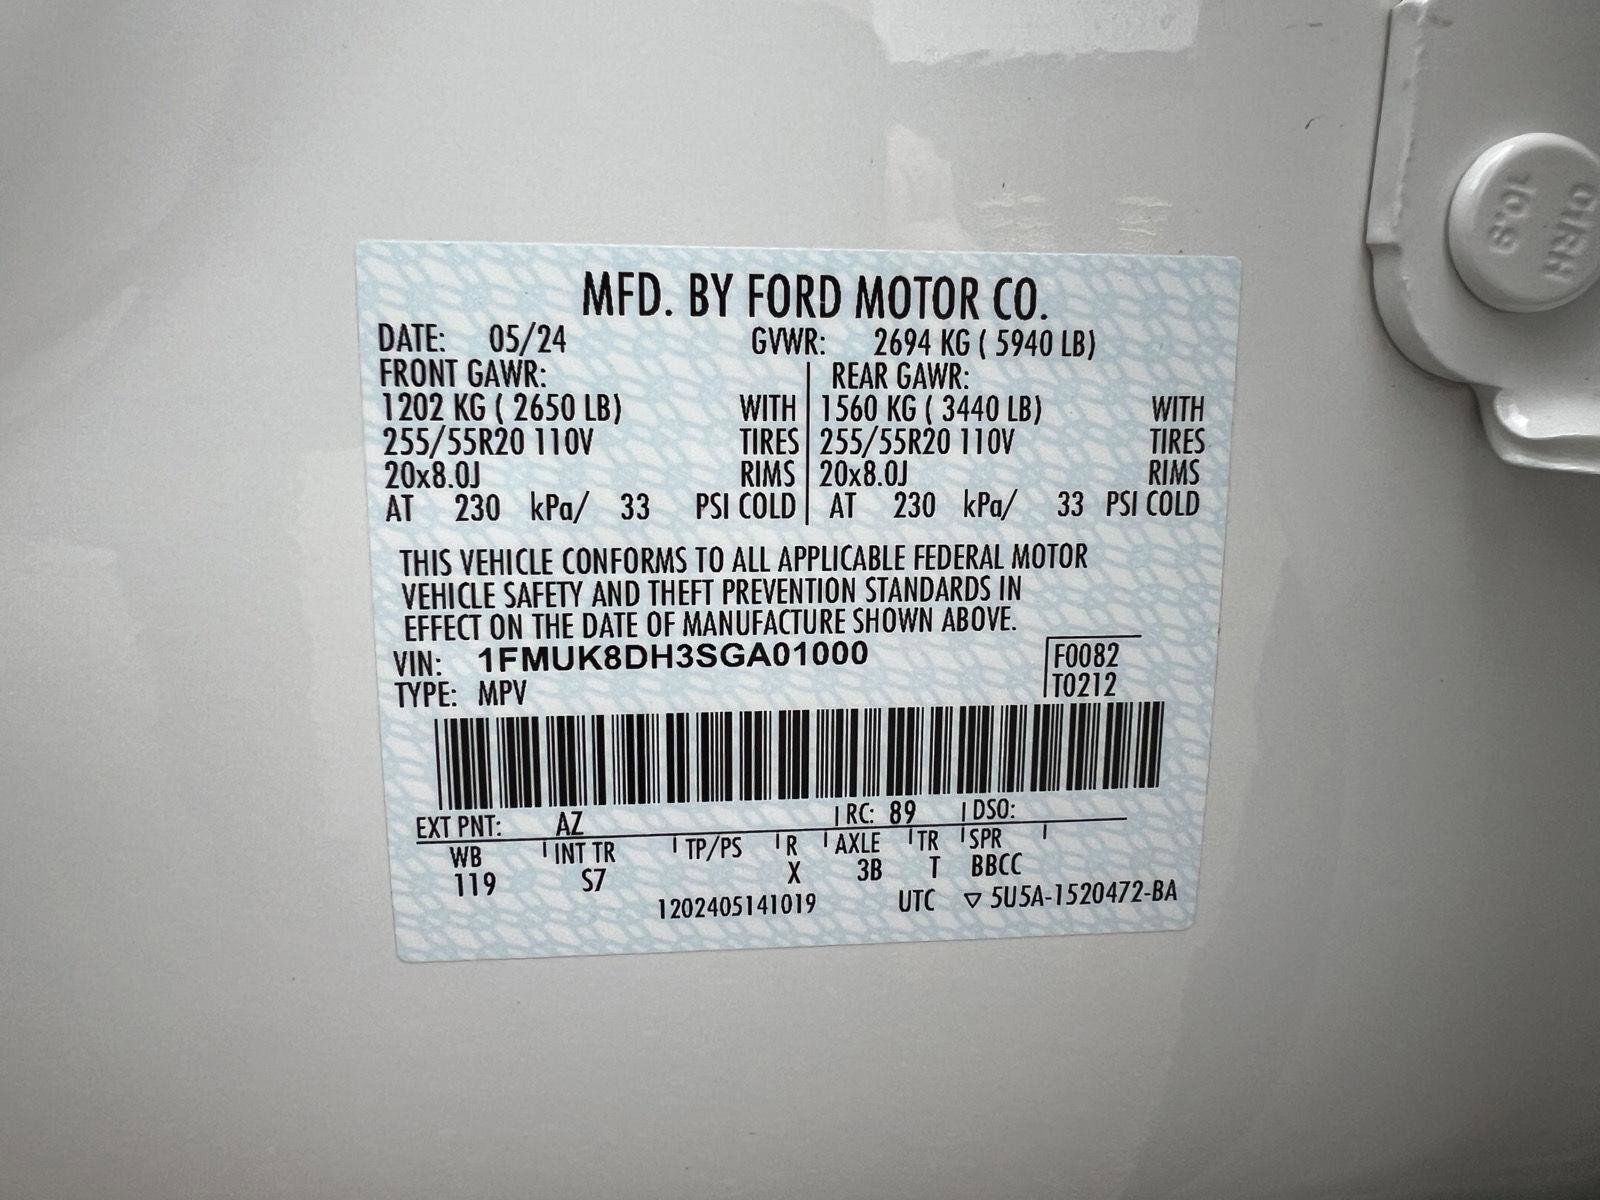 MFD. BY FORD MOTOR CO.
DATE: 05/24 GVWR: 2694 KG ( 5940 LB)
FRONT GAWR: REAR GAWR:
1202 KG ( 2650 LB) WITH 1560 KG ( 3440 LB) WITH
255/55R20 110V TIRES 255/55R20 110V TIRES
20x8.0J RIMS 20x8.0J RIMS
AT 230 kPa/ 33 PSI COLD AT 230 kPa/ 33 PSI COLD
THIS VEHICLE CONFORMS TO ALL APPLICABLE FEDERAL MOTOR
VEHICLE SAFETY AND THEFT PREVENTION STANDARDS IN
EFFECT ON THE DATE OF MANUFACTURE SHOWN ABOVE.
VIN: 1FMUK8DH3SGA01000 F0082
TYPE: MPV T0212
EXT PNT: AZ RC: 89 DSO:
WB INT TR TP/PS R AXLE TR SPR
119 S7 X 3B T BBCC
1202405141019 UTC ▽ 5U5A-1520472-BA
10.9